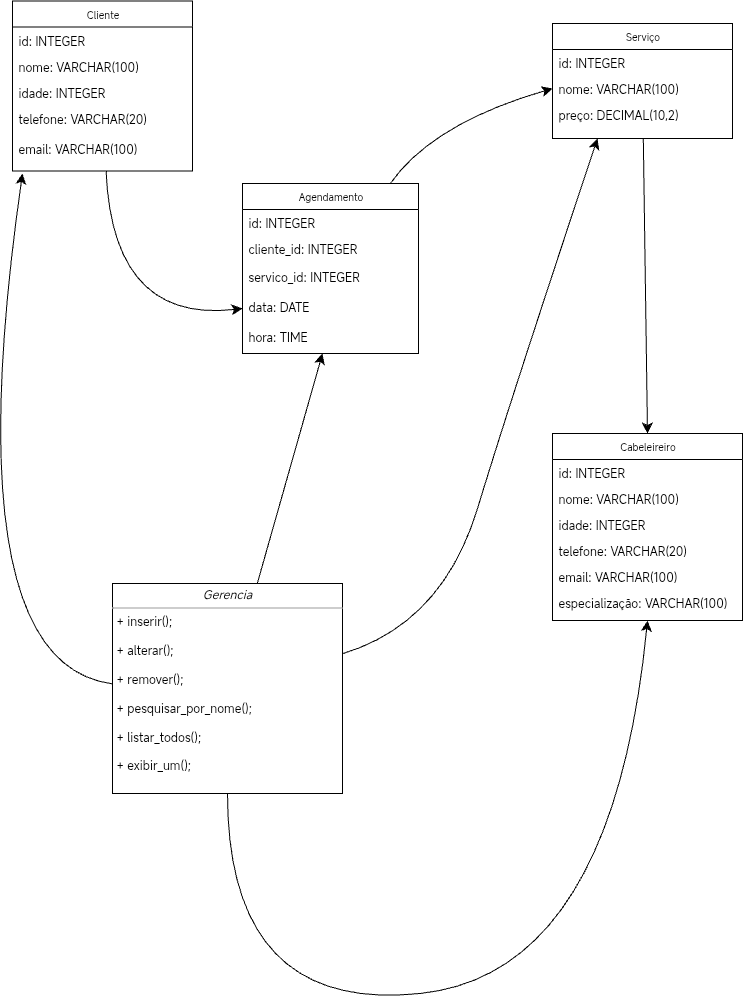 Cliente
id: INTEGER
nome: VARCHAR(100)
idade: INTEGER
telefone: VARCHAR(20)
email: VARCHAR(100)
Serviço
id: INTEGER
nome: VARCHAR(100)
preço: DECIMAL(10,2)
Agendamento
id: INTEGER
cliente_id: INTEGER
servico_id: INTEGER
data: DATE
hora: TIME
Cabeleireiro
id: INTEGER
nome: VARCHAR(100)
idade: INTEGER
telefone: VARCHAR(20)
email: VARCHAR(100)
especialização: VARCHAR(100)
Gerencia
+ inserir();
+ alterar();
+ remover();
+ pesquisar_por_nome();
+ listar_todos();
+ exibir_um();